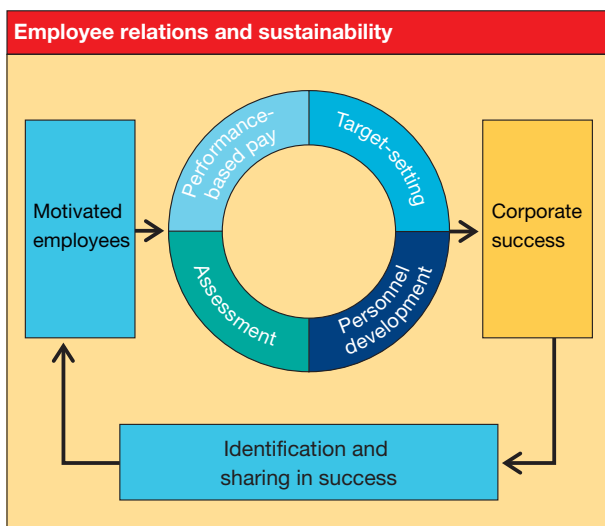 Employee relations and sustainability
Performance-
based pay
Target-setting
Motivated
employees
Corporate
success
Assessment
Personnel
development
Identification and
sharing in success